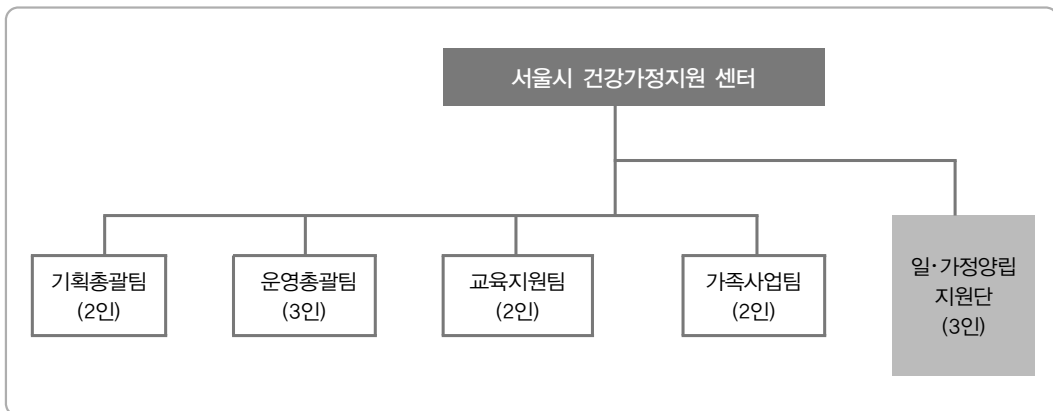 서울시 건강가정지원 센터
기획총괄팀
(2인)
운영총괄팀
(3인)
교육지원팀
(2인)
가족사업팀
(2인)
일·가정양립
지원단
(3인)